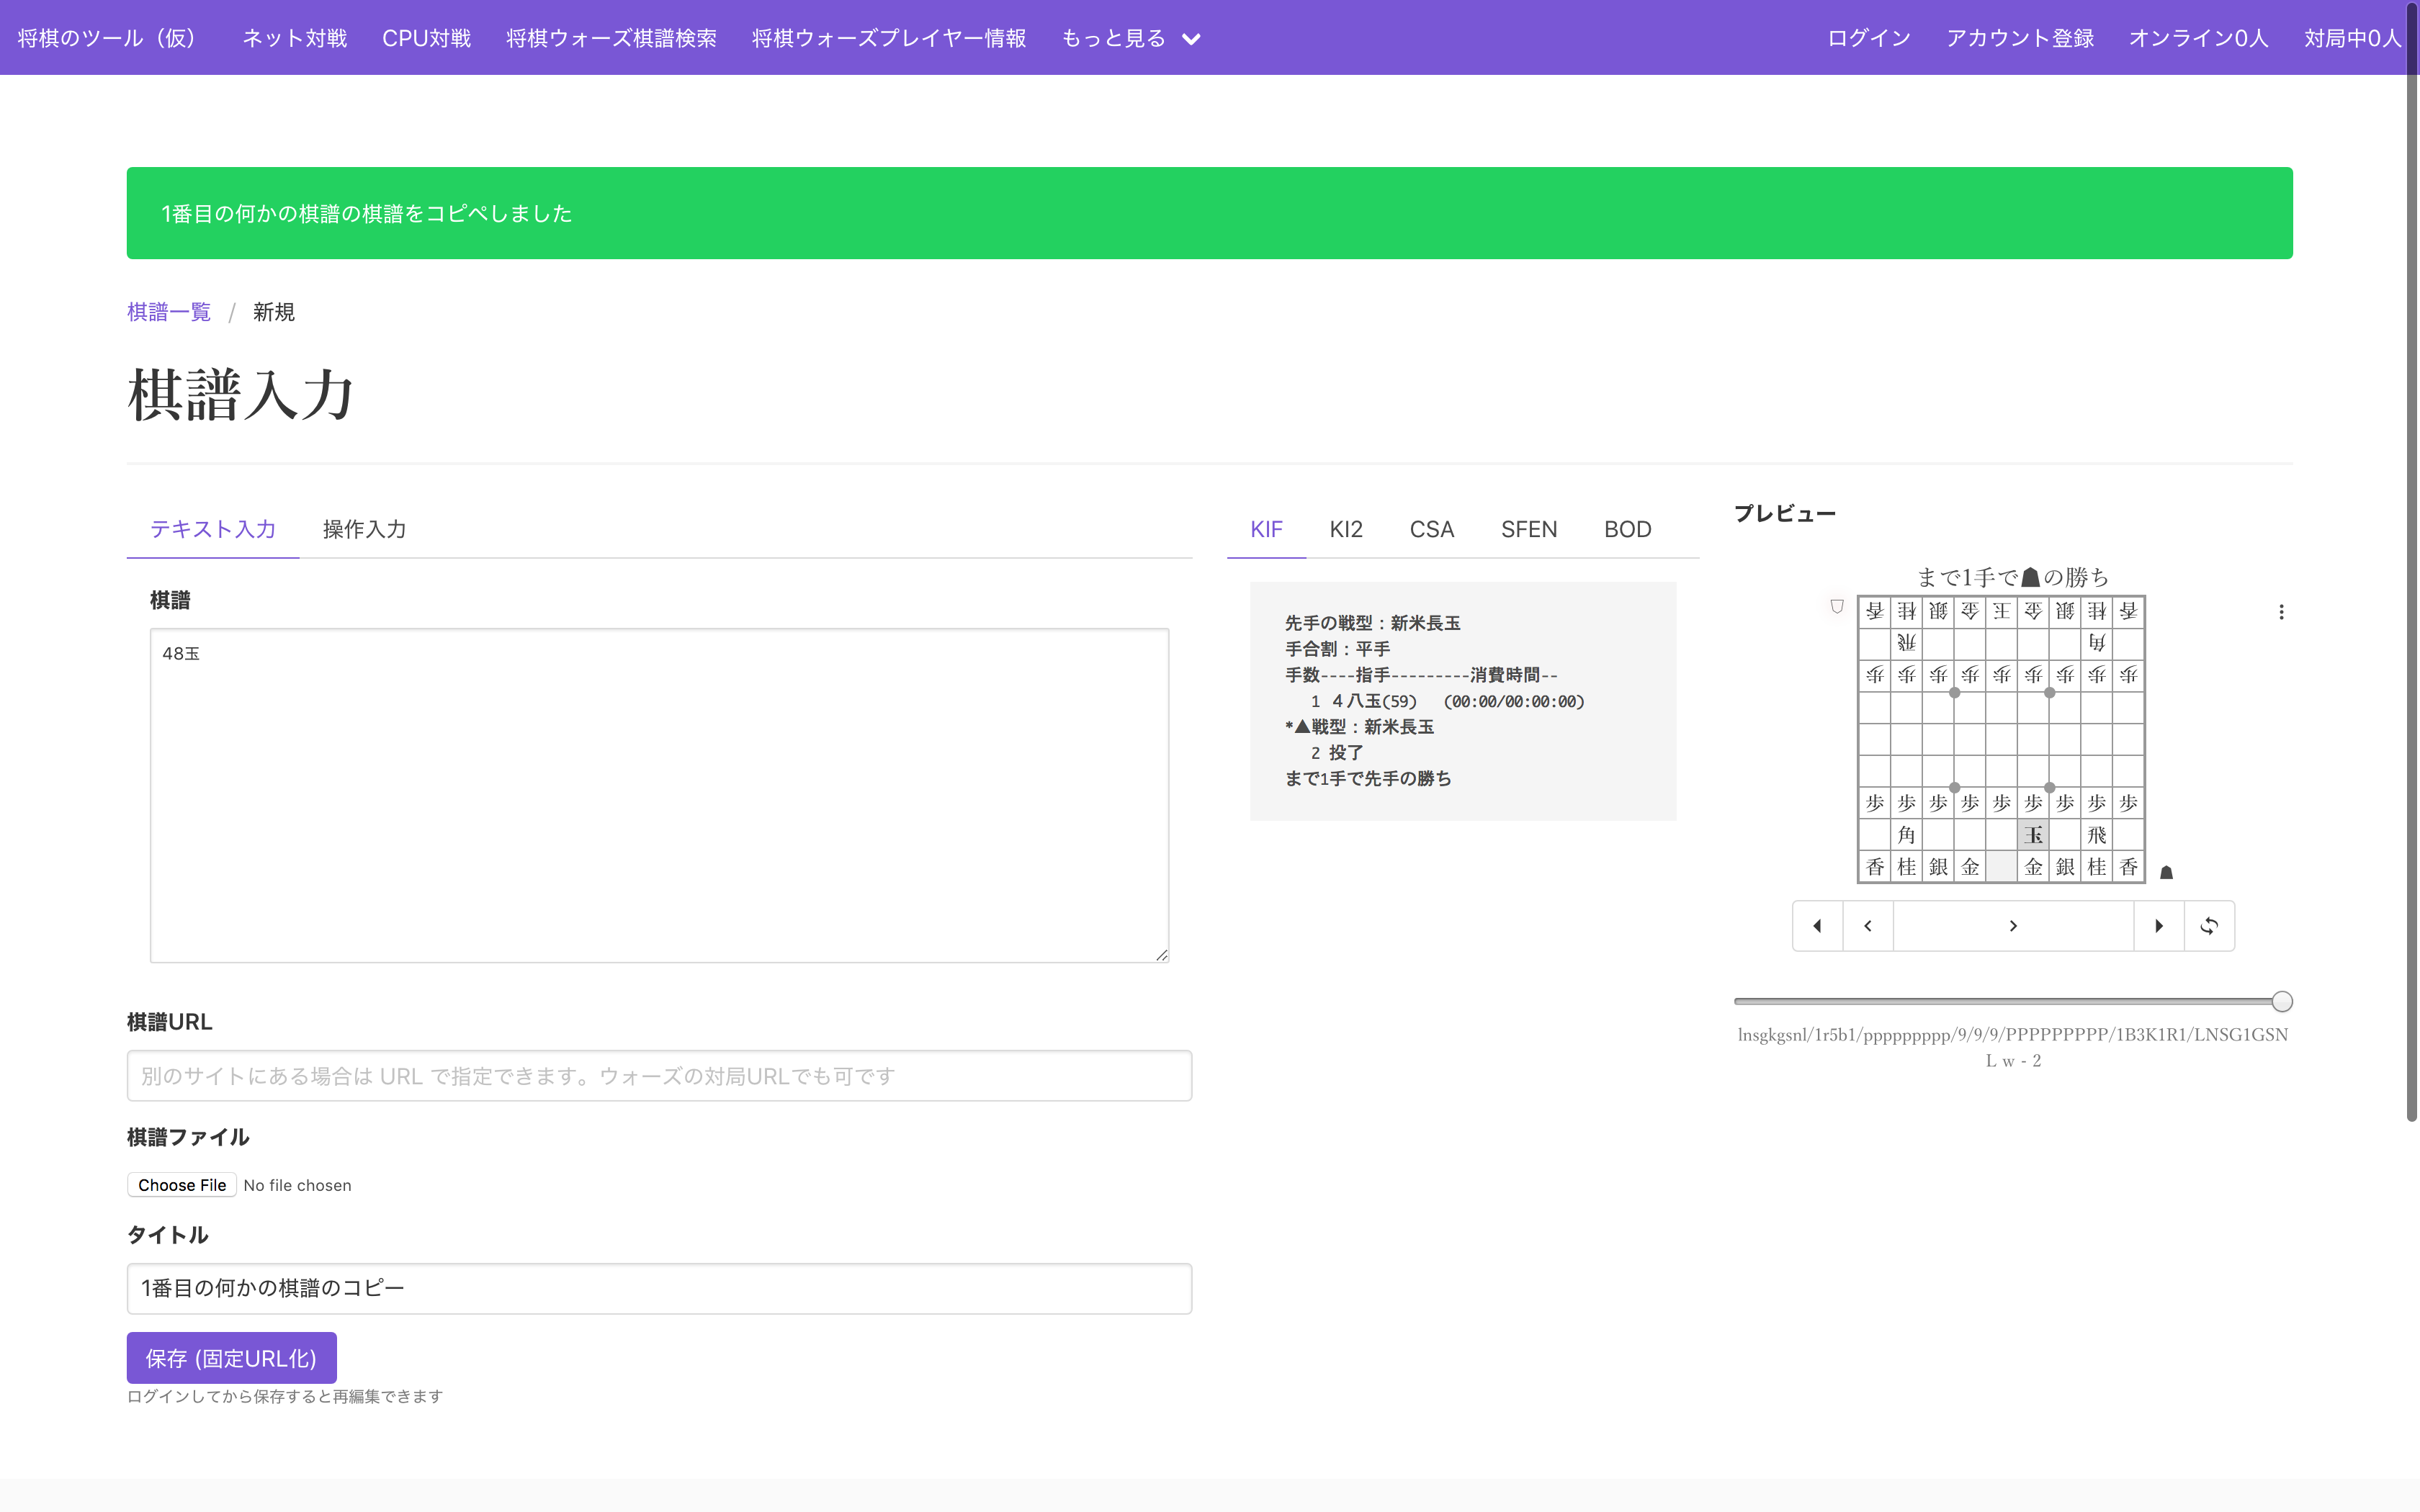 将棋のツール（仮） ネット対戦 CPU対戦 将棋ウォーズ棋譜検索 将棋ウォーズプレイヤー情報 もっと見る ログイン アカウント登録 オンライン0人 対局中0人
1番目の何かの棋譜の棋譜をコピペしました
棋譜一覧 / 新規
棋譜入力
テキスト入力 操作入力
棋譜
48玉
棋譜URL
別のサイトにある場合は URL で指定できます。ウォーズの対局URLでも可です
棋譜ファイル
Choose File No file chosen
タイトル
1番目の何かの棋譜のコピー
保存 (固定URL化)
ログインしてから保存すると再編集できます
KIF KI2 CSA SFEN BOD
先手の戦型：新米長玉
手合割：平手
手数----指手---------消費時間--
1 ４八玉(59) (00:00/00:00:00)
*▲戦型：新米長玉
2 投了
まで1手で先手の勝ち
プレビュー
まで1手で☗の勝ち
香桂銀金王金銀桂香
飛角
歩歩歩歩歩歩歩歩歩
歩歩歩歩歩歩歩歩歩
角玉飛
香桂銀金金銀桂香
lnsgkgsnl/1r5b1/ppppppppp/9/9/9/PPPPPPPPP/1B3K1R1/LNSG1GSN
L w - 2